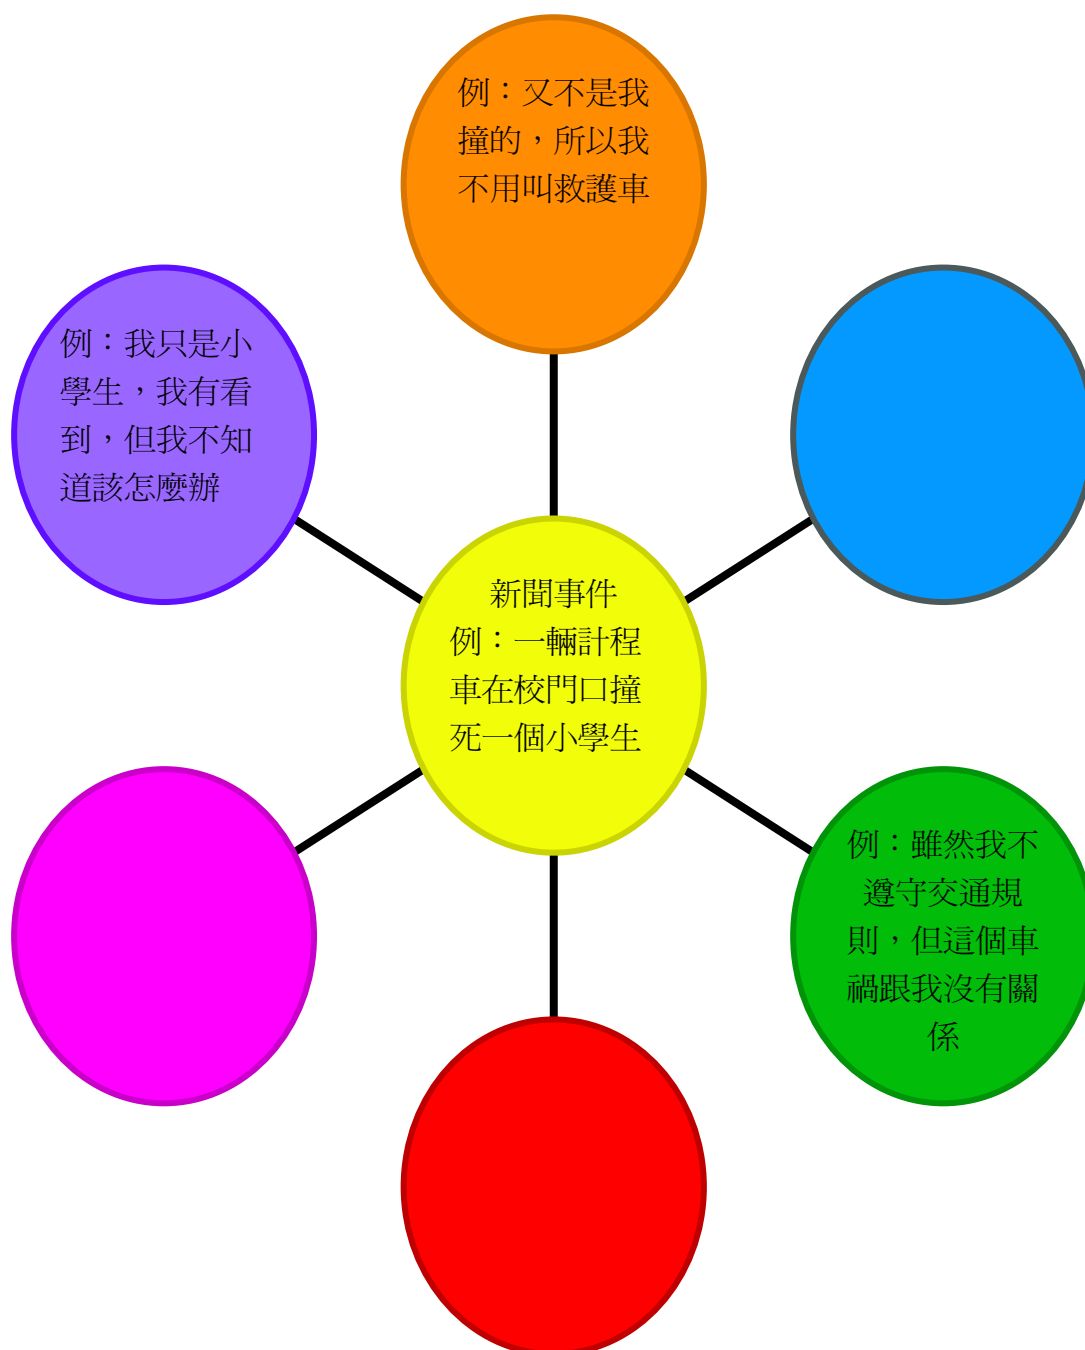 例：又不是我
撞的，所以我
不用叫救護車
例：我只是小
學生，我有看
到，但我不知
道該怎麼辦
新聞事件
例：一輛計程
車在校門口撞
死一個小學生
例：雖然我不
遵守交通規
則，但這個車
禍跟我沒有關
係